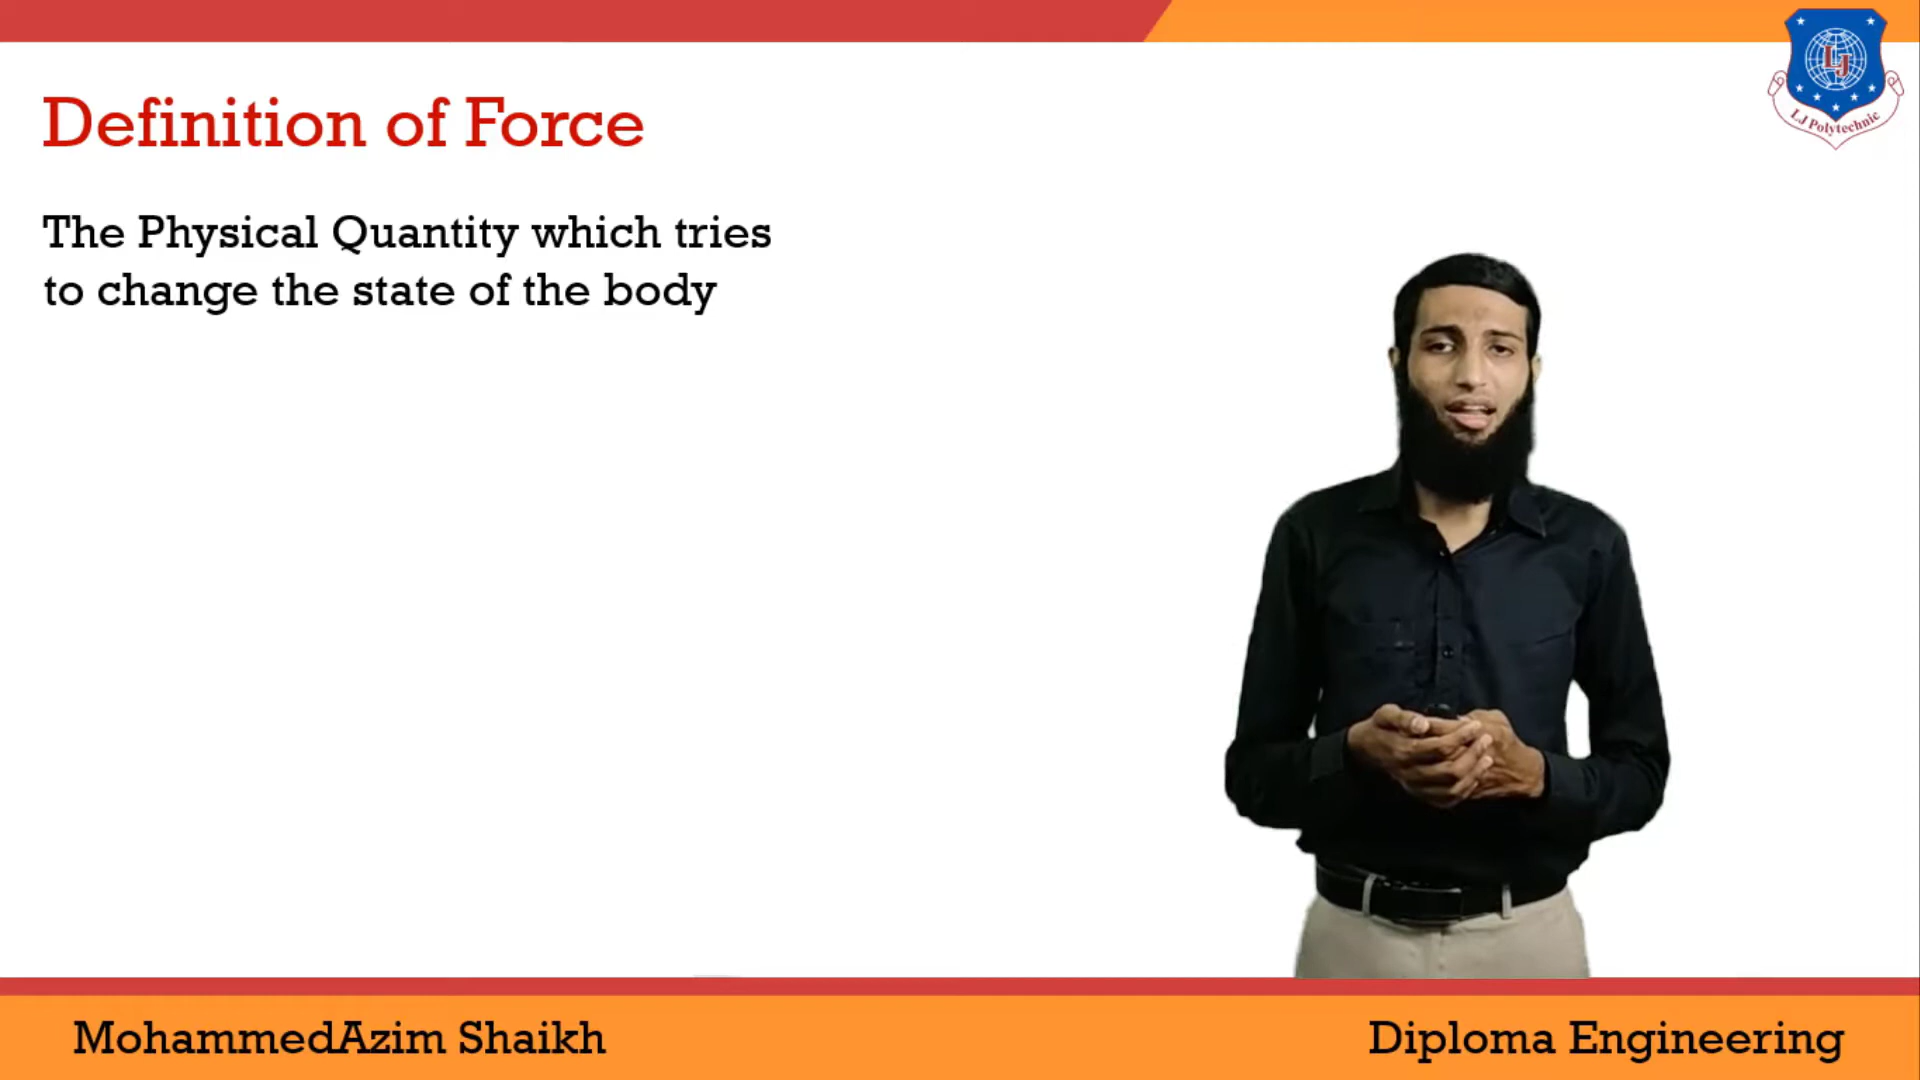 Definition of Force
The Physical Quantity which tries
to change the state of the body
LJ
LJ Polytechnic
MohammedAzim Shaikh
Diploma Engineering